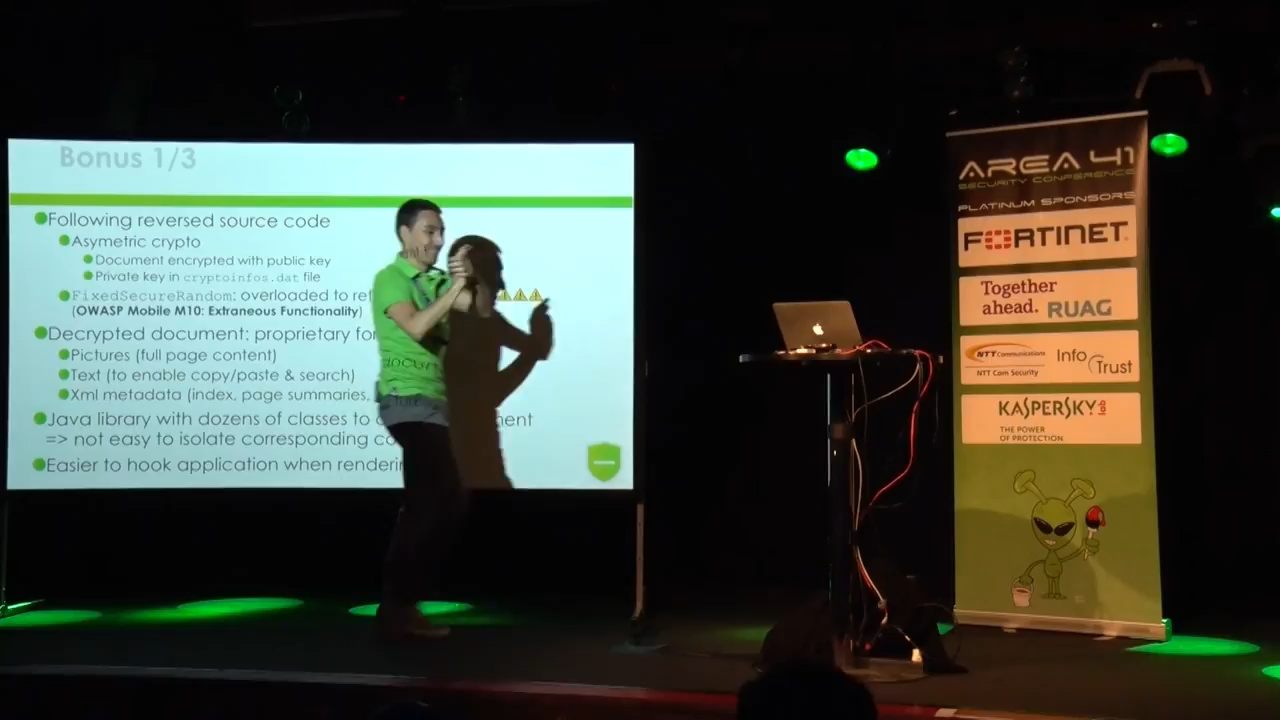 Bonus 1/3
Following reversed source code
Asymetric crypto
Document encrypted with public key
Private key in cryptoinfos.dat file
FixedSecureRandom: overloaded to
(OWASP Mobile M10: Extraneous Functionality)
Decrypted document: proprietary
Pictures (full page content)
Text (to enable copy/paste & search)
Xml metadata (index, page summaries,
Java library with dozens of classes to
=> not easy to isolate corresponding
Easier to hook application when
AREA 41
SECURITY CONFERENCE
PLATINUM SPONSORS
FORTINET
Together
ahead. RUAG
NTT Communications
NTT Com Security
Info
Trust
KASPERSKY lab
THE POWER
OF PROTECTION